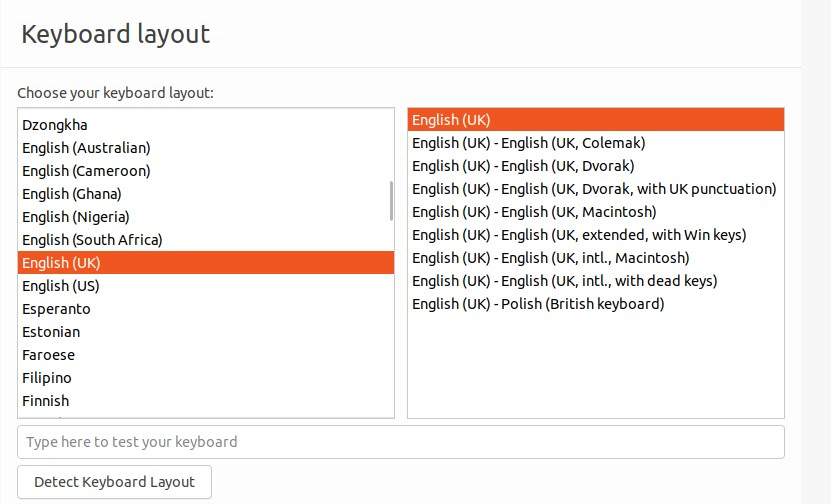 Keyboard layout
Choose your keyboard layout:
Dzongkha
English (Australian)
English (Cameroon)
English (Ghana)
English (Nigeria)
English (South Africa)
English (UK)
English (US)
Esperanto
Estonian
Faroese
Filipino
Finnish
English (UK)
English (UK) - English (UK, Colemak)
English (UK) - English (UK, Dvorak)
English (UK) - English (UK, Dvorak, with UK punctuation)
English (UK) - English (UK, Macintosh)
English (UK) - English (UK, extended, with Win keys)
English (UK) - English (UK, intl., Macintosh)
English (UK) - English (UK, intl., with dead keys)
English (UK) - Polish (British keyboard)
Type here to test your keyboard
Detect Keyboard Layout